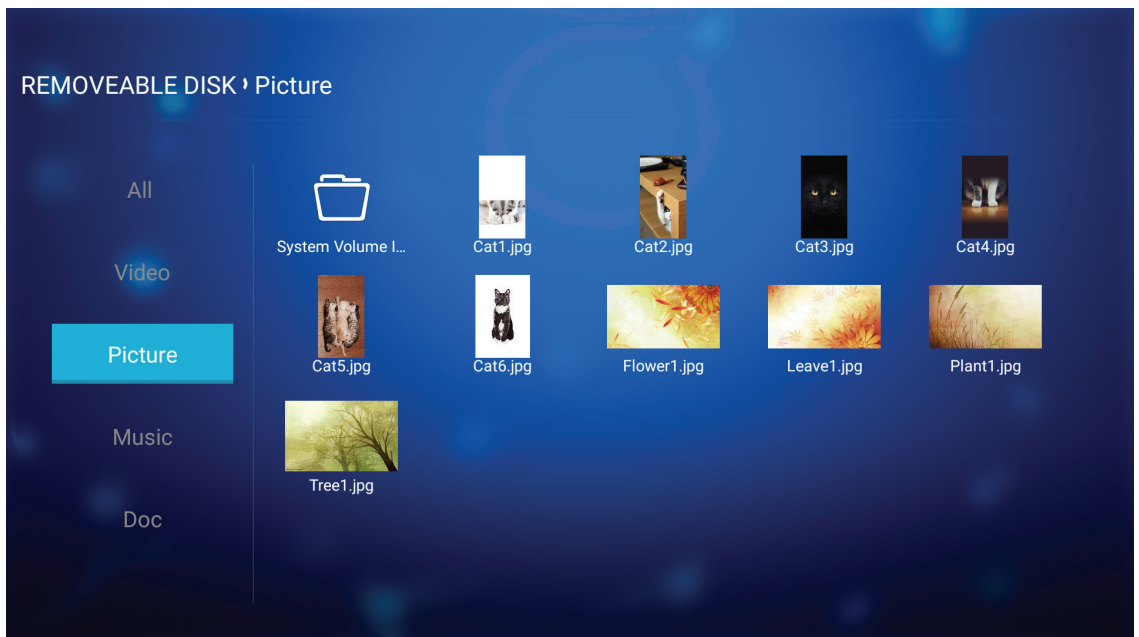 REMOVEABLE DISK Picture
All
Video
Picture
Music
Doc
System Volume I...
Cat1.jpg
Cat2.jpg
Cat3.jpg
Cat4.jpg
Cat5.jpg
Cat6.jpg
Flower1.jpg
Leave1.jpg
Plant1.jpg
Tree1.jpg